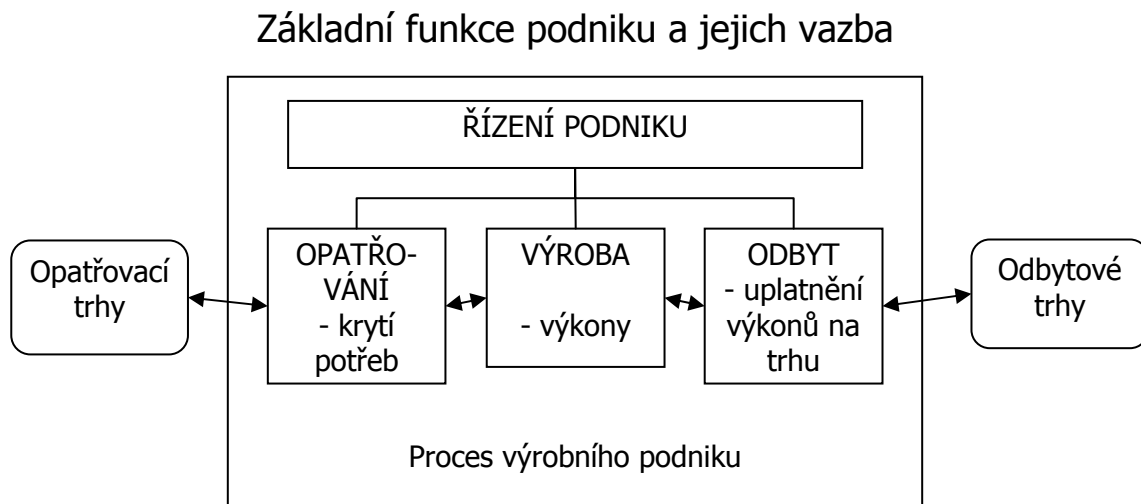 Základní funkce podniku a jejich vazba
ŘÍZENÍ PODNIKU
Opatřovací
trhy
OPATŘO-
VÁNÍ
- krytí
potřeb
VÝROBA
- výkony
ODBYT
- uplatnění
výkonů na
trhu
Odbytové
trhy
Proces výrobního podniku